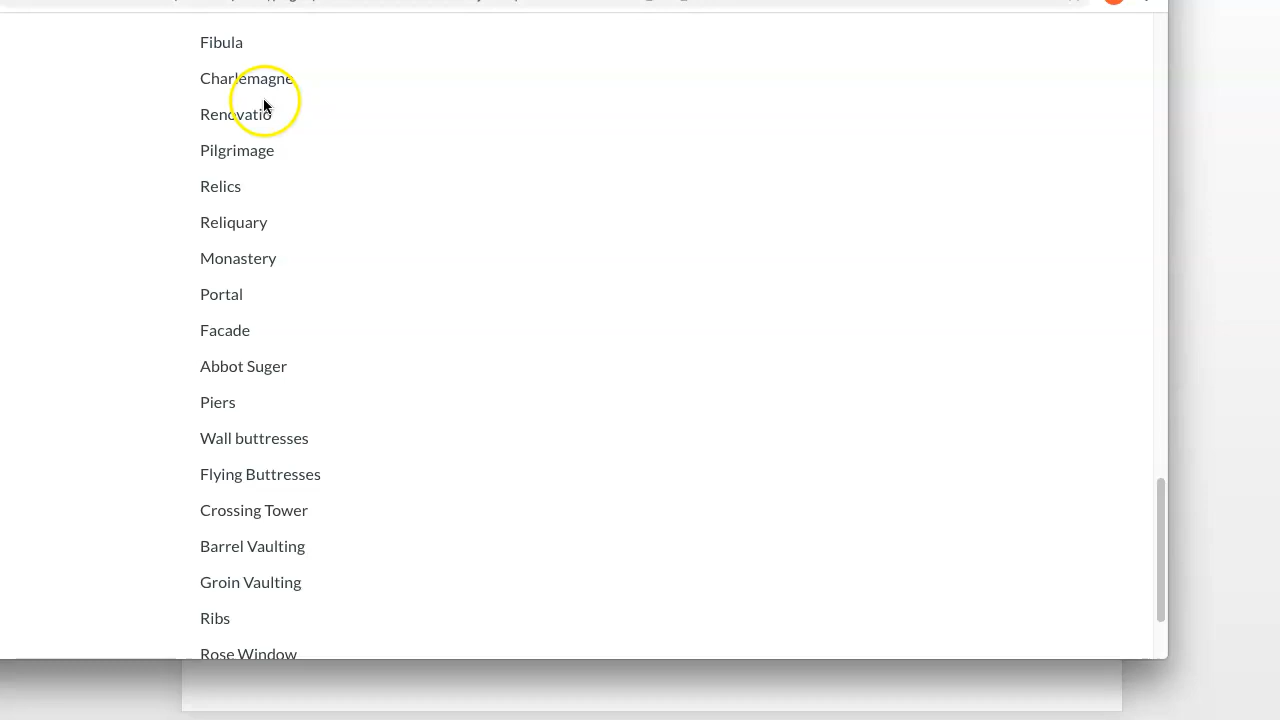 Fibula
Charlemagne
Renovatio
Pilgrimage
Relics
Reliquary
Monastery
Portal
Facade
Abbot Suger
Piers
Wall buttresses
Flying Buttresses
Crossing Tower
Barrel Vaulting
Groin Vaulting
Ribs
Rose Window